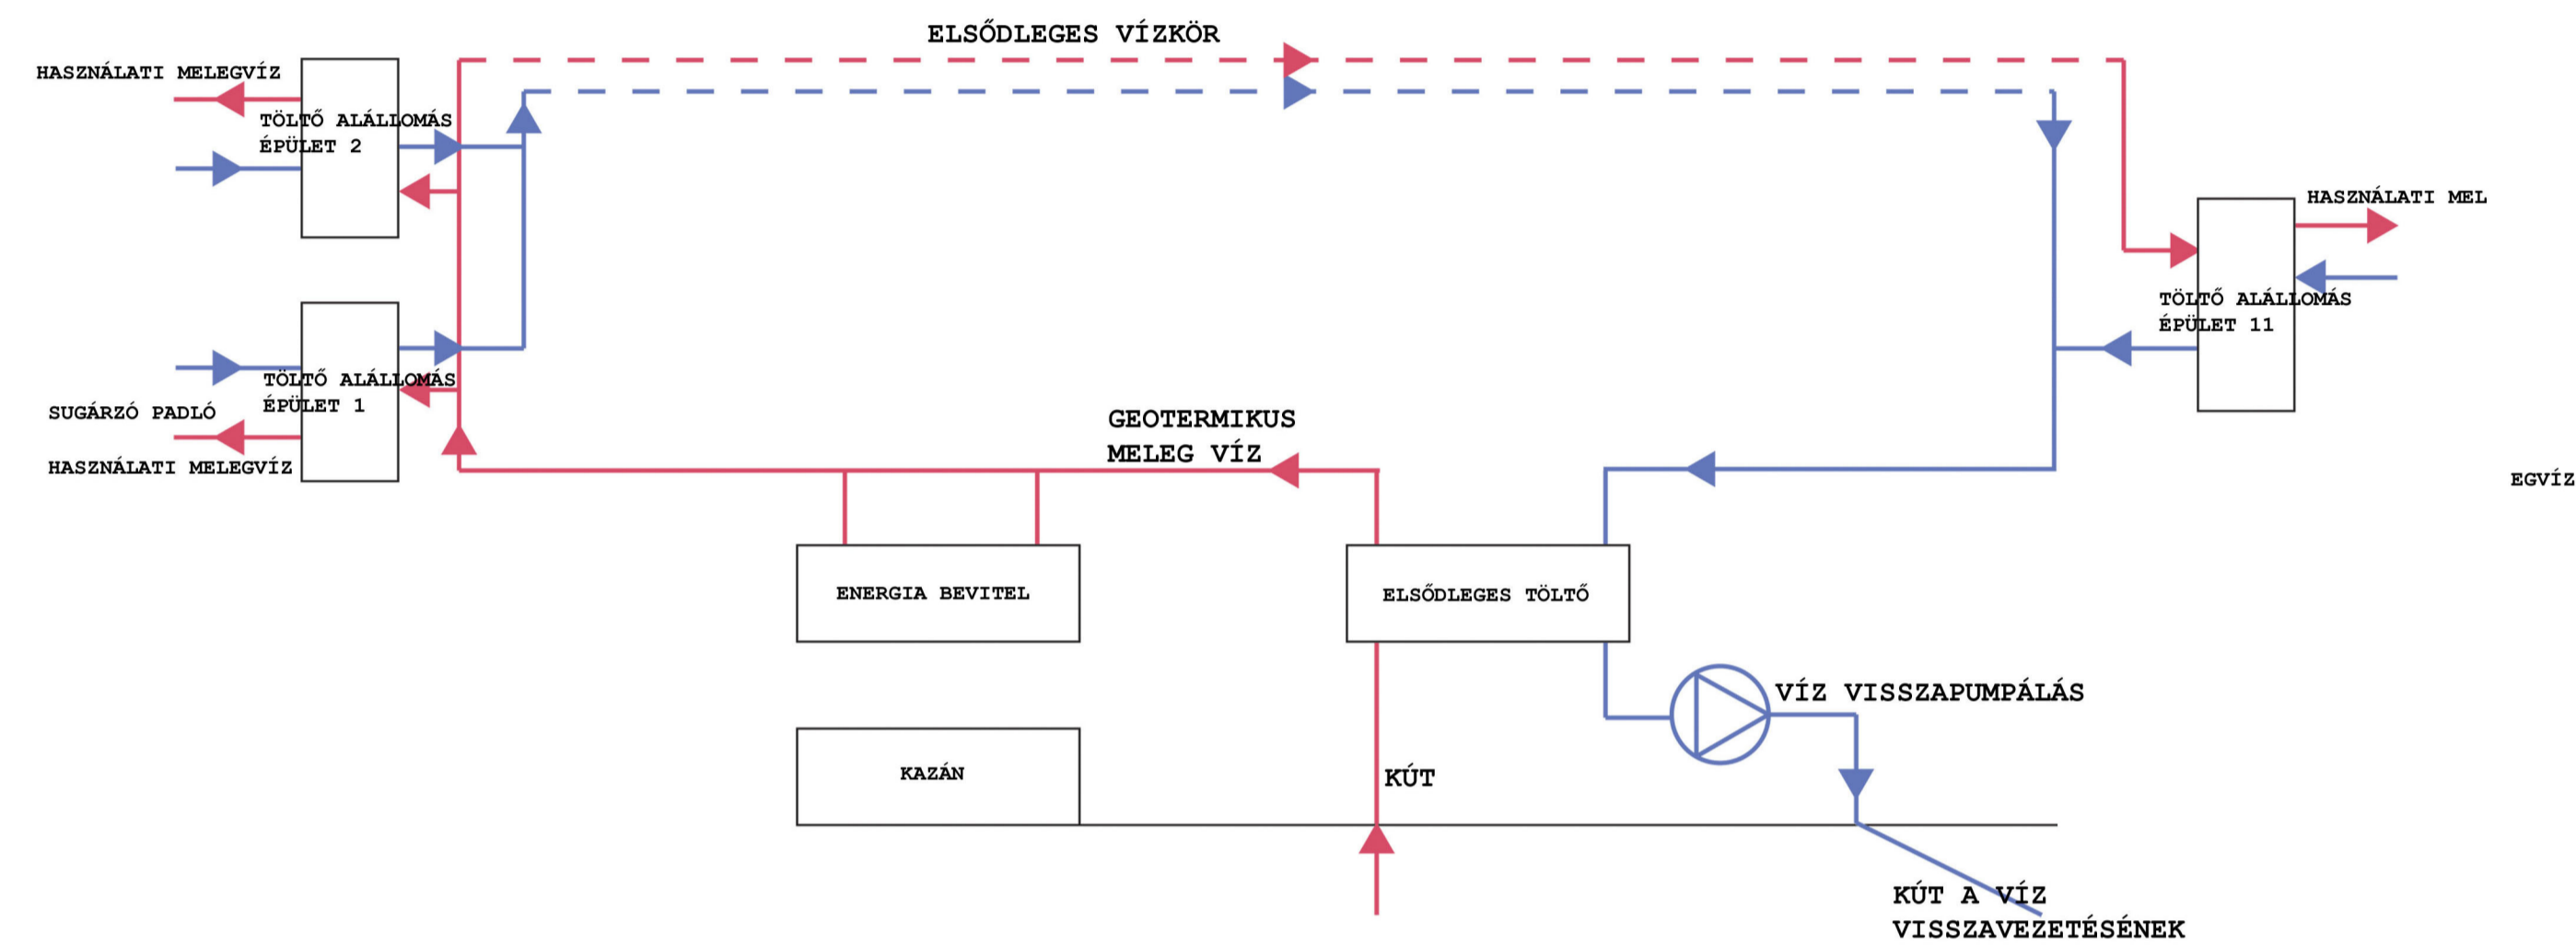 ELSŐDLEGES VÍZKÖR
HASZNÁLATI MELEGVÍZ
TÖLTŐ ALÁLLOMÁS
ÉPÜLET 2
HASZNÁLATI MEL
TÖLTŐ ALÁLLOMÁS
ÉPÜLET 11
TÖLTŐ ALÁLLOMÁS
ÉPÜLET 1
SUGÁRZÓ PADLÓ
HASZNÁLATI MELEGVÍZ
GEOTERMIKUS
MELEG VÍZ
EGVÍZ
ENERGIA BEVITEL
ELSŐDLEGES TÖLTŐ
VÍZ VISSZAPUMPÁLÁS
KAZÁN
KÚT
KÚT A VÍZ
VISSZAVEZETÉSÉNEK